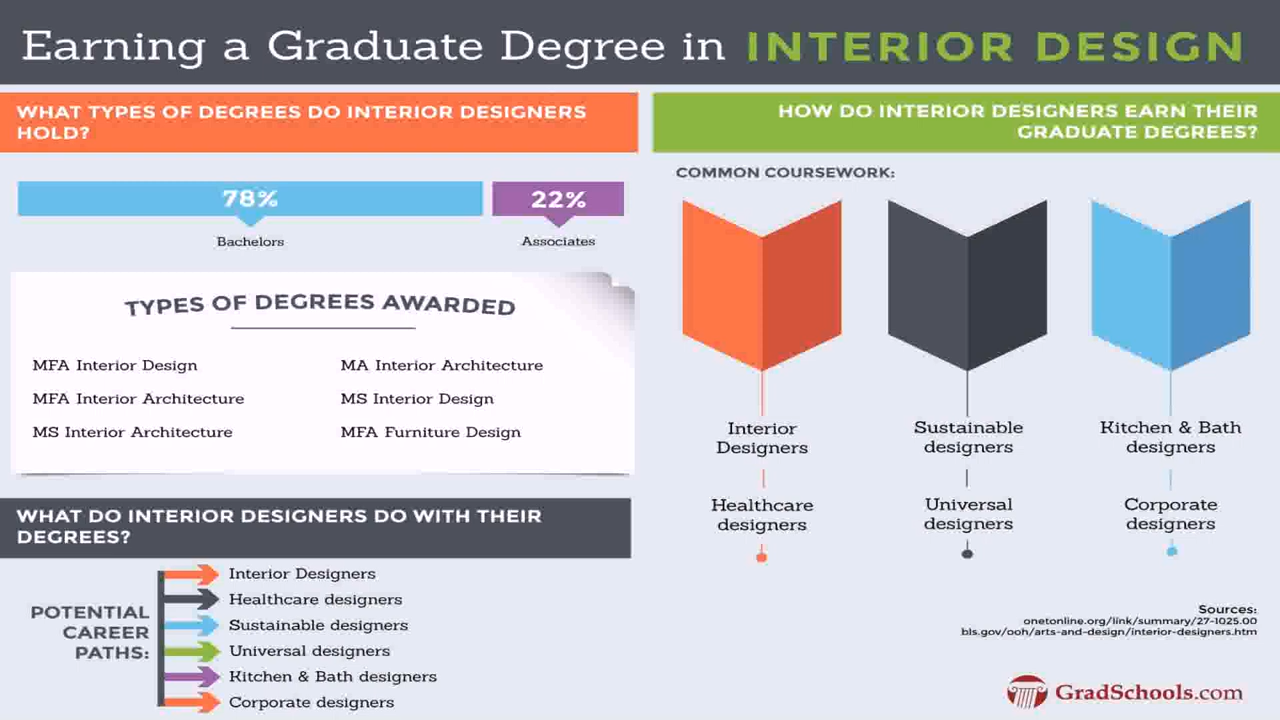 Earning a Graduate Degree in INTERIOR DESIGN
WHAT TYPES OF DEGREES DO INTERIOR DESIGNERS
HOLD?
78%
22%
Bachelors
Associates
TYPES OF DEGREES AWARDED
MFA Interior Design
MA Interior Architecture
MFA Interior Architecture
MS Interior Design
MS Interior Architecture
MFA Furniture Design
WHAT DO INTERIOR DESIGNERS DO WITH THEIR
DEGREES?
POTENTIAL
CAREER
PATHS:
Interior Designers
Healthcare designers
Sustainable designers
Universal designers
Kitchen & Bath designers
Corporate designers
HOW DO INTERIOR DESIGNERS EARN THEIR
GRADUATE DEGREES?
COMMON COURSEWORK:
Interior
Designers
Sustainable
designers
Kitchen & Bath
designers
Healthcare
designers
Universal
designers
Corporate
designers
Sources:
onetonline.org/link/summary/27-1025.00
bls.gov/ooh/arts-and-design/interior-designers.htm
GradSchools.com